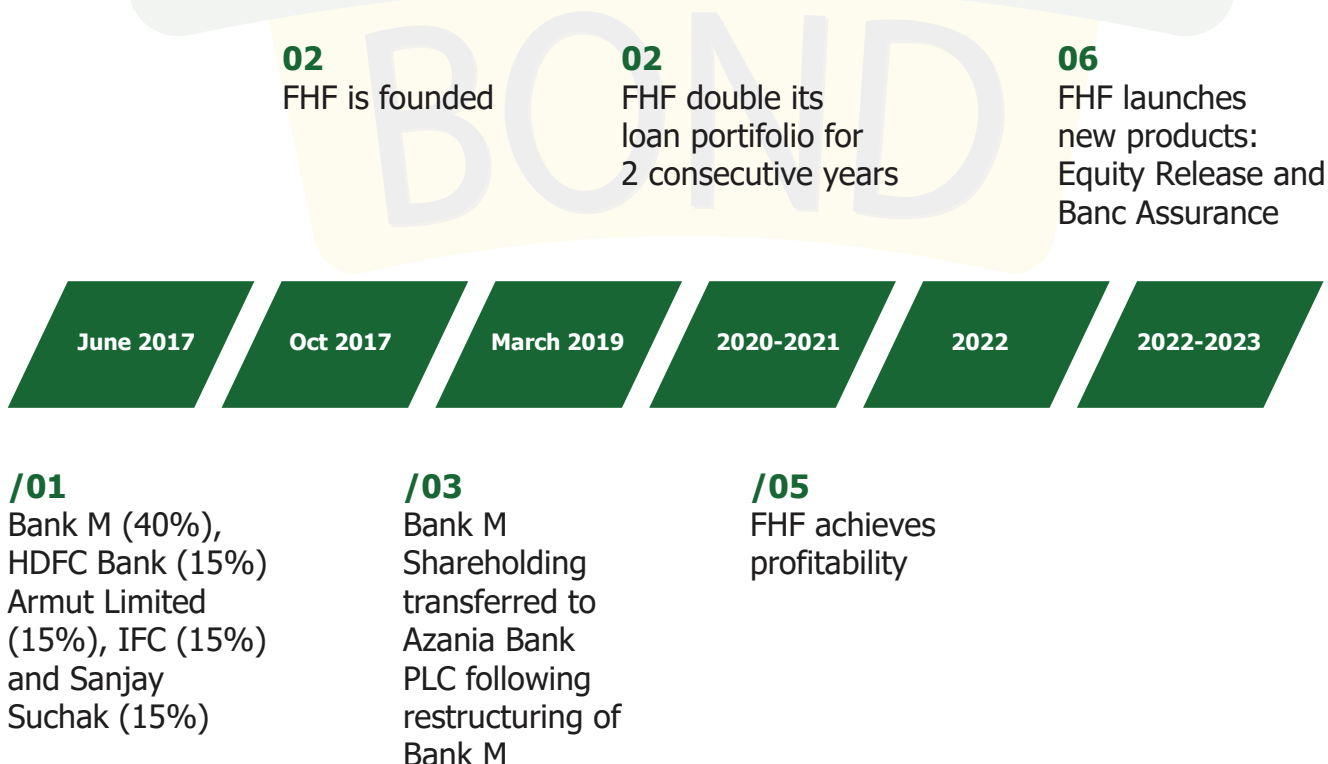 BOND
02
FHF is founded
02
FHF double its
loan portifolio for
2 consecutive years
06
FHF launches
new products:
Equity Release and
Banc Assurance
June 2017
Oct 2017
March 2019
2020-2021
2022
2022-2023
/01
Bank M (40%),
HDFC Bank (15%)
Armut Limited
(15%), IFC (15%)
and Sanjay
Suchak (15%)
/03
Bank M
Shareholding
transferred to
Azania Bank
PLC following
restructuring of
Bank M
/05
FHF achieves
profitability